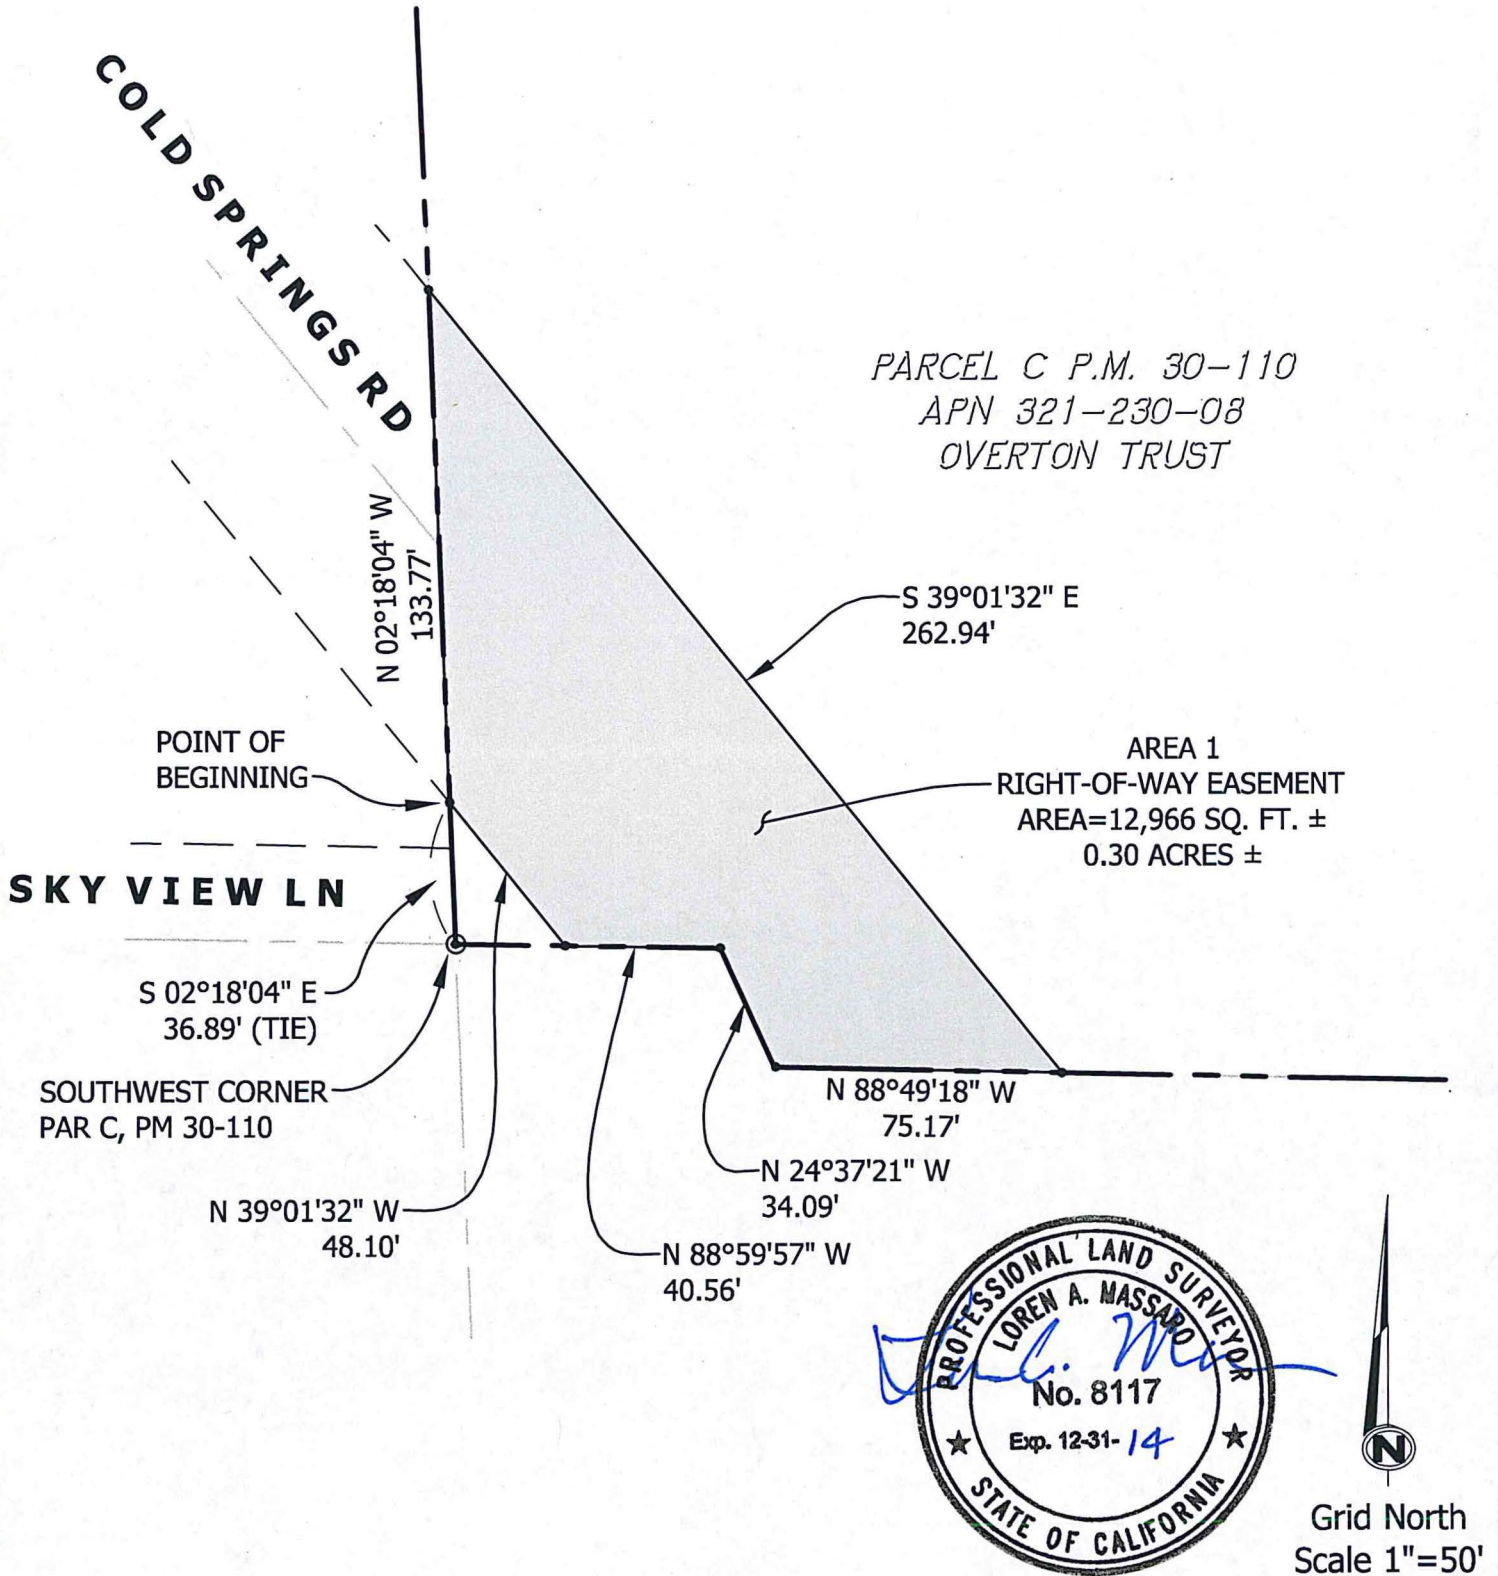 COLD SPRINGS RD
PARCEL C P.M. 30-110
APN 321-230-08
OVERTON TRUST
N 02°18'04" W
133.77'
S 39°01'32" E
262.94'
POINT OF
BEGINNING
AREA 1
RIGHT-OF-WAY EASEMENT
AREA=12,966 SQ. FT. ±
0.30 ACRES ±
SKY VIEW LN
S 02°18'04" E
36.89' (TIE)
SOUTHWEST CORNER
PAR C, PM 30-110
N 88°49'18" W
75.17'
N 24°37'21" W
34.09'
N 39°01'32" W
48.10'
N 88°59'57" W
40.56'
PROFESSIONAL LAND SURVEYOR
LOREN A. MASSARO
No. 8117
Exp. 12-31-14
STATE OF CALIFORNIA
N
Grid North
Scale 1"=50'